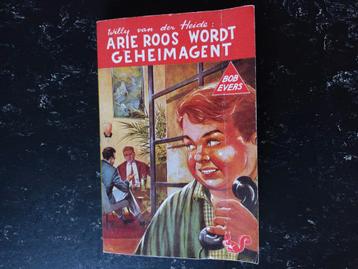 Willy van der Heide:
ARIE ROOS WORDT
GEHEIMAGENT
BOB
EVERS